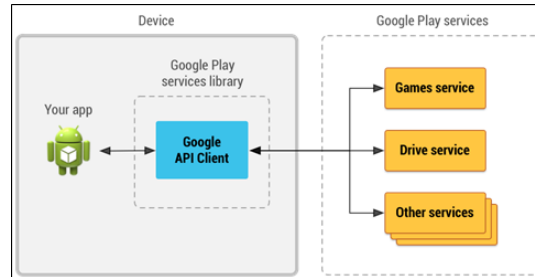 Device
Google Play services
Google Play
services library
Your app
Google
API Client
Games service
Drive service
Other services